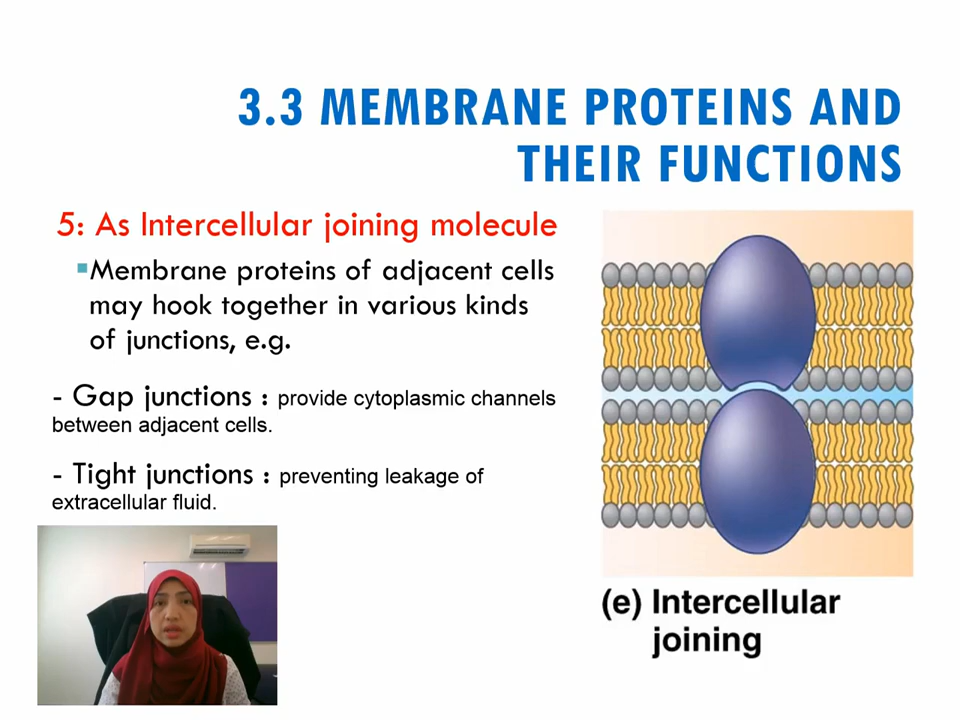 3.3 MEMBRANE PROTEINS AND
THEIR FUNCTIONS
5: As Intercellular joining molecule
▪Membrane proteins of adjacent cells
may hook together in various kinds
of junctions, e.g.
- Gap junctions : provide cytoplasmic channels
between adjacent cells.
- Tight junctions : preventing leakage of
extracellular fluid.
(e) Intercellular
joining